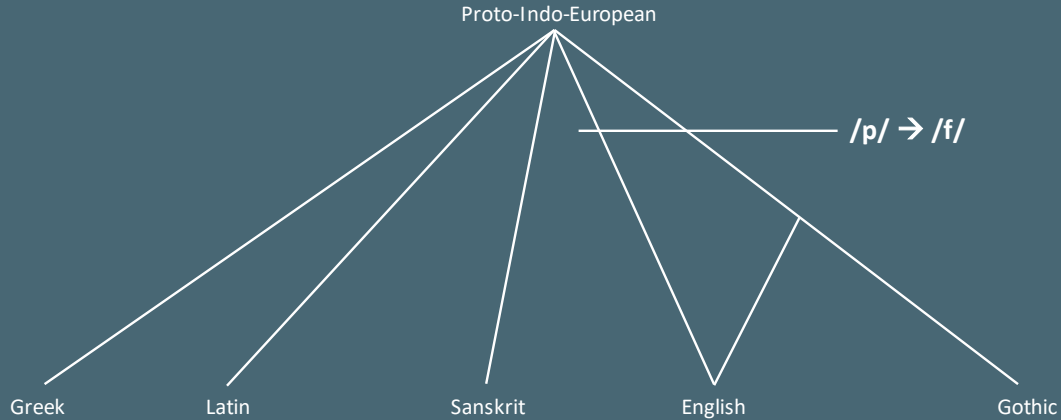 Proto-Indo-European
/p/ → /f/
Greek Latin Sanskrit English Gothic